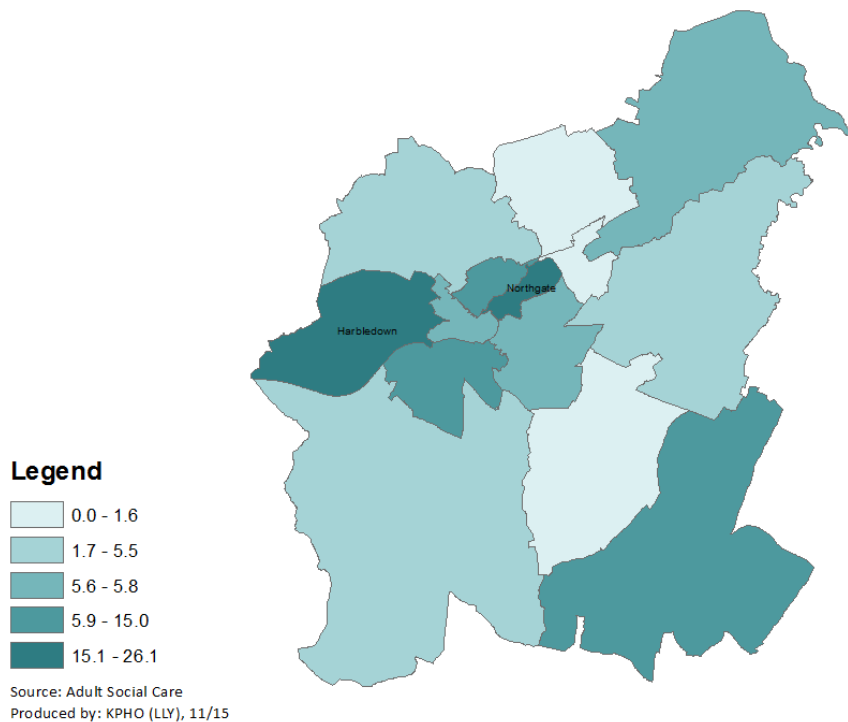 Northgate
Harbledown
Legend
0.0 - 1.6
1.7 - 5.5
5.6 - 5.8
5.9 - 15.0
15.1 - 26.1
Source: Adult Social Care
Produced by: KPHO (LLY), 11/15